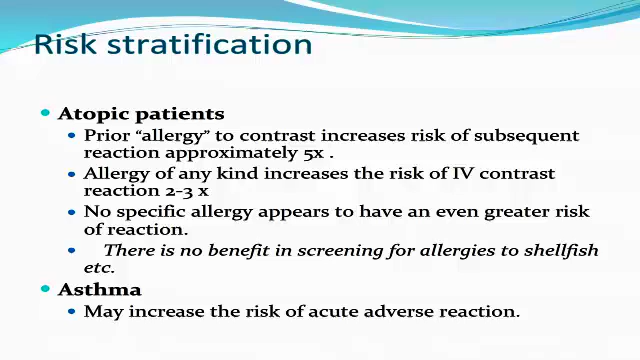 Risk stratification
Atopic patients
Prior “allergy” to contrast increases risk of subsequent
reaction approximately 5x .
Allergy of any kind increases the risk of IV contrast
reaction 2-3 x
No specific allergy appears to have an even greater risk
of reaction.
There is no benefit in screening for allergies to shellfish
etc.
Asthma
May increase the risk of acute adverse reaction.